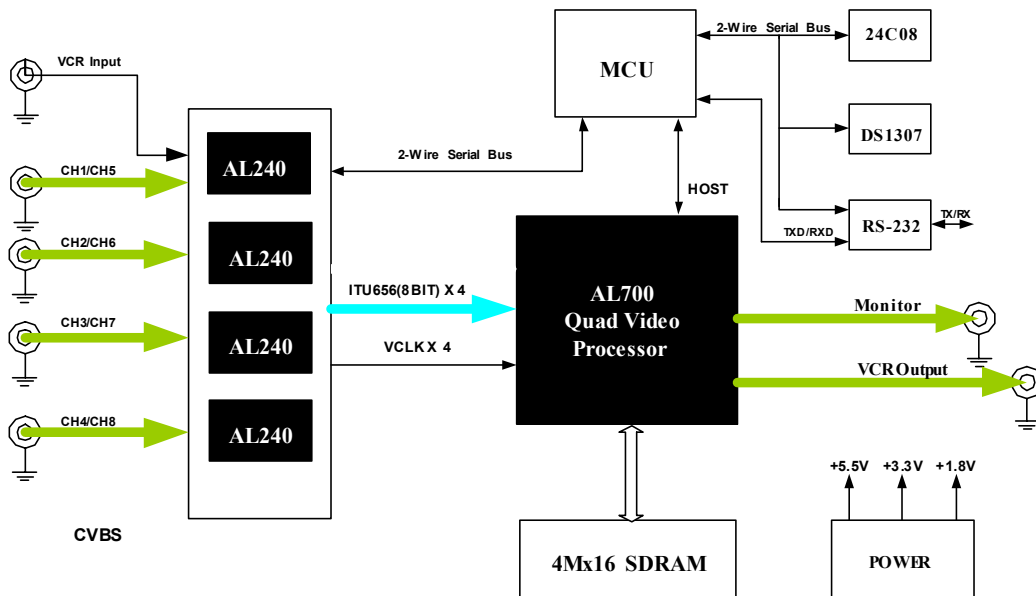 VCR Input
CH1/CH5
CH2/CH6
CH3/CH7
CH4/CH8
CVBS
AL240
AL240
AL240
AL240
2-Wire Serial Bus
ITU656(8BIT) X 4
VCLK X 4
MCU
HOST
2-Wire Serial Bus
24C08
DS1307
RS-232
TX/RX
TXD/RXD
AL700
Quad Video
Processor
Monitor
VCR Output
4Mx16 SDRAM
+5.5V
+3.3V
+1.8V
POWER